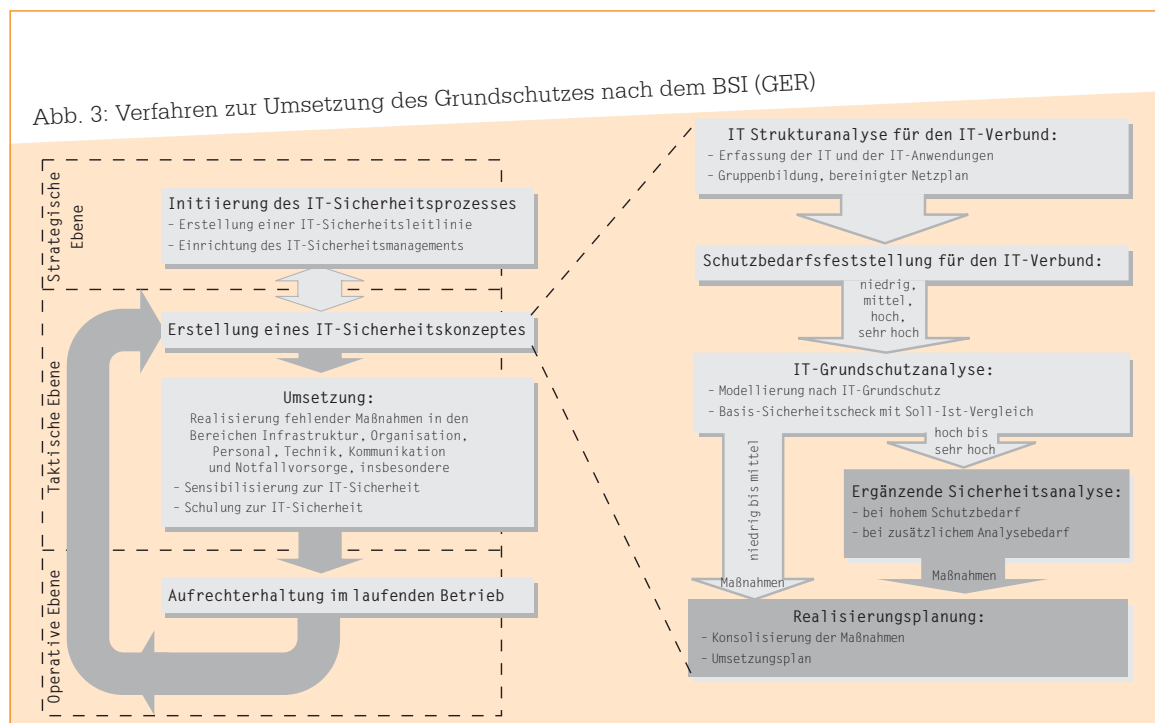 Abb. 3: Verfahren zur Umsetzung des Grundschutzes nach dem BSI (GER)
Strategische
Ebene
Initiierung des IT-Sicherheitsprozesses
– Erstellung einer IT-Sicherheitsleitlinie
– Einrichtung des IT-Sicherheitsmanagements
Taktische Ebene
Erstellung eines IT-Sicherheitskonzeptes
Umsetzung:
Realisierung fehlender Maßnahmen in den
Bereichen Infrastruktur, Organisation,
Personal, Technik, Kommunikation
und Notfallvorsorge, insbesondere
– Sensibilisierung zur IT-Sicherheit
– Schulung zur IT-Sicherheit
Operative Ebene
Aufrechterhaltung im laufenden Betrieb
IT Strukturanalyse für den IT-Verbund:
– Erfassung der IT und der IT-Anwendungen
– Gruppenbildung, bereinigter Netzplan
Schutzbedarfsfeststellung für den IT-Verbund:
niedrig,
mittel,
hoch,
sehr hoch
IT-Grundschutzanalyse:
– Modellierung nach IT-Grundschutz
– Basis-Sicherheitscheck mit Soll-Ist-Vergleich
niedrig bis mittel
Maßnahmen
hoch bis
sehr hoch
Ergänzende Sicherheitsanalyse:
– bei hohem Schutzbedarf
– bei zusätzlichem Analysebedarf
Maßnahmen
Realisierungsplanung:
– Konsolisierung der Maßnahmen
– Umsetzungsplan